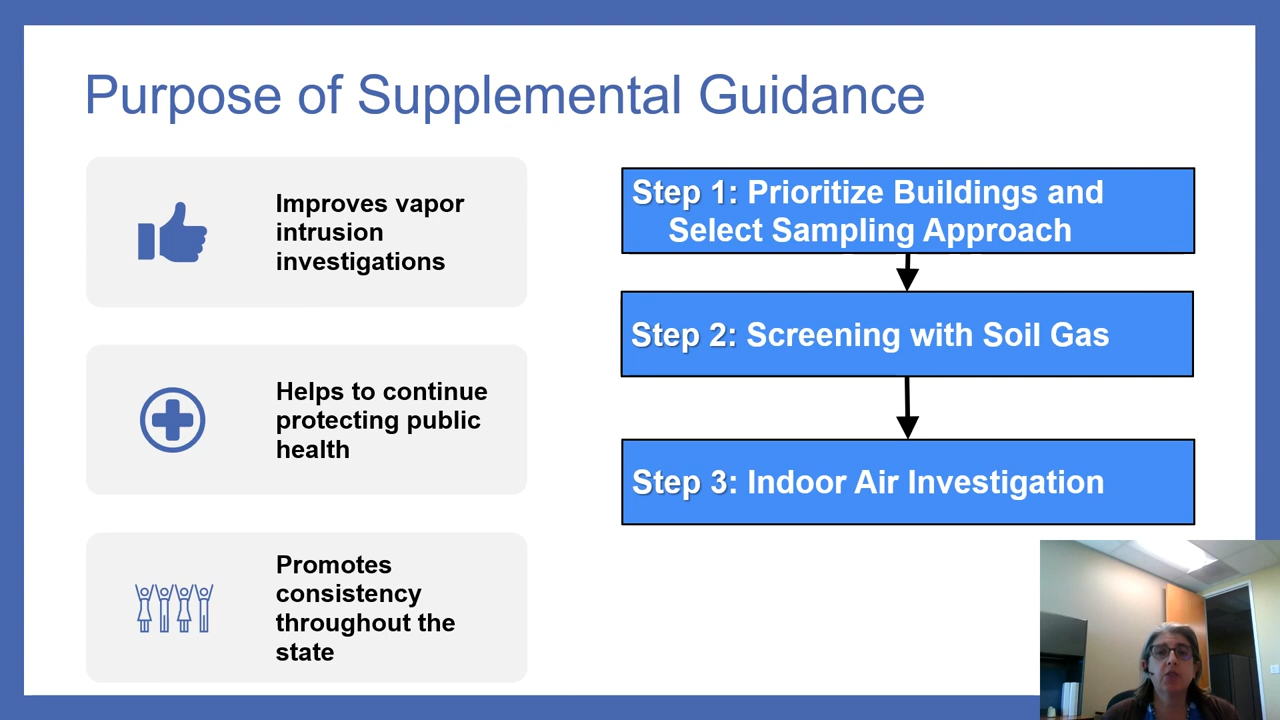 Purpose of Supplemental Guidance
Improves vapor
intrusion
investigations
Helps to continue
protecting public
health
Promotes
consistency
throughout the
state
Step 1: Prioritize Buildings and
Select Sampling Approach
Step 2: Screening with Soil Gas
Step 3: Indoor Air Investigation